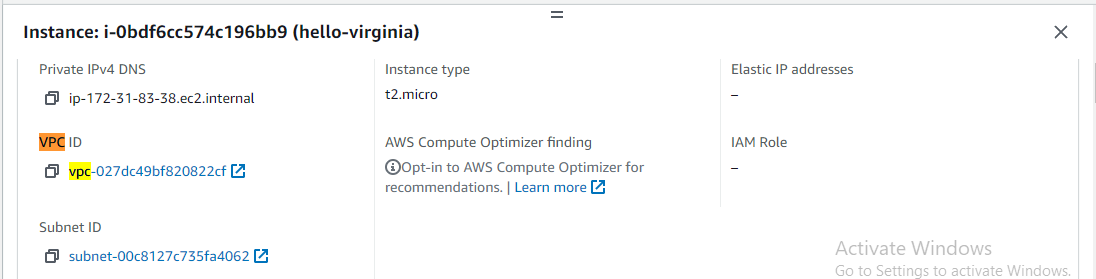 Instance: i-0bdf6cc574c196bb9 (hello-virginia)
Private IPv4 DNS
ip-172-31-83-38.ec2.internal
Instance type
t2.micro
Elastic IP addresses
–
VPC ID
vpc-027dc49bf820822cf
AWS Compute Optimizer finding
Opt-in to AWS Compute Optimizer for
recommendations. | Learn more
IAM Role
–
Subnet ID
subnet-00c8127c735fa4062
Activate Windows
Go to Settings to activate Windows.